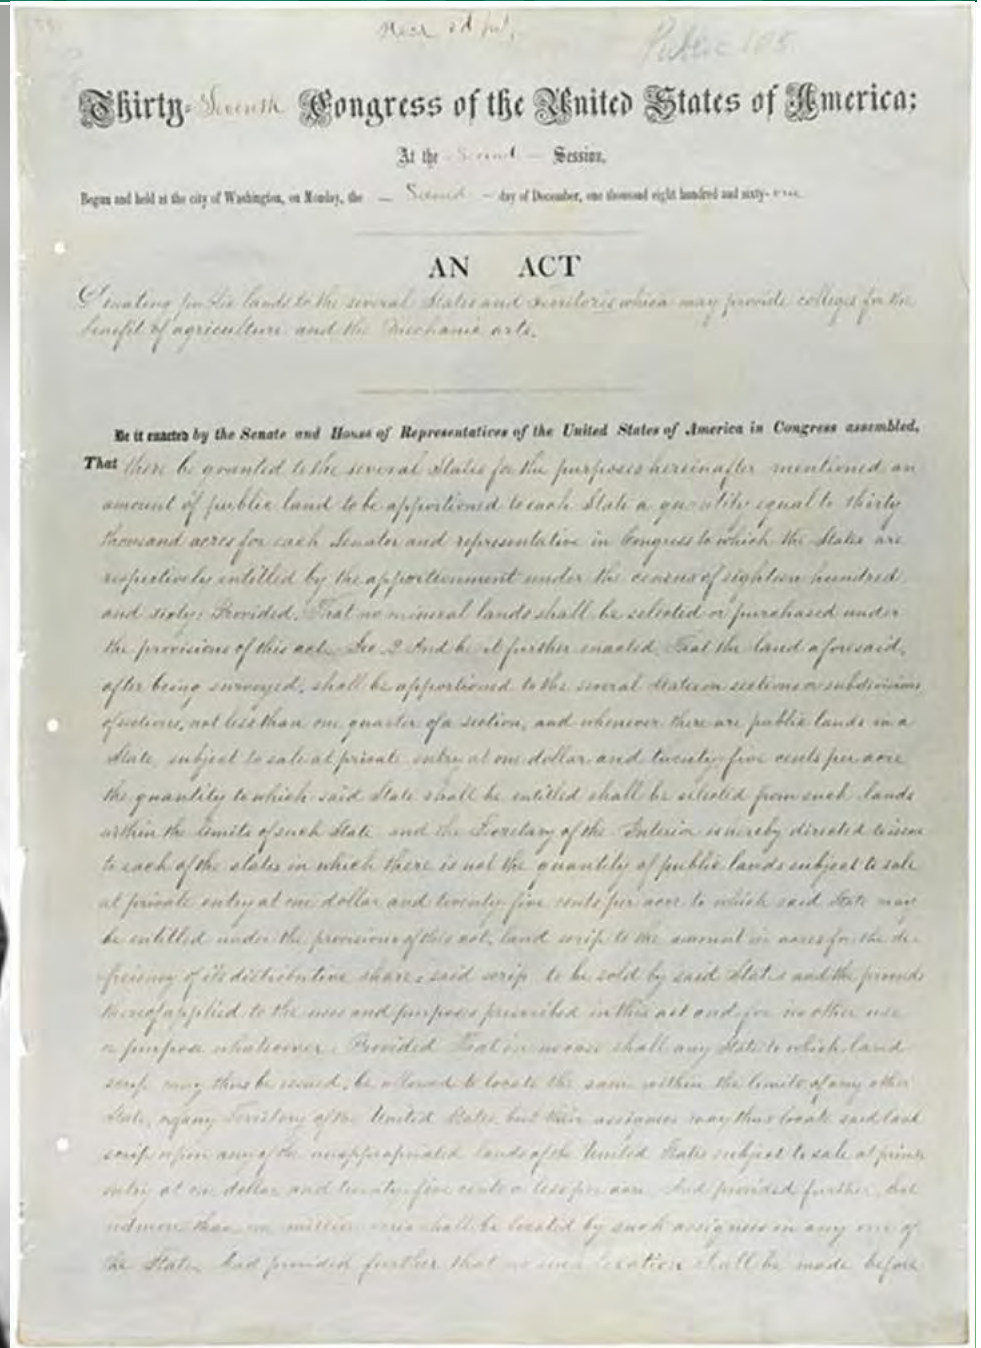 Public 108
Thirty-Seventh Congress of the United States of America;
At the Second Session,
Begun and held at the city of Washington, on Monday, the — Second — day of December, one thousand eight hundred and sixty-one
AN ACT
Donating public lands to the several States and Territories which may provide colleges for the
benefit of agriculture and the Mechanic arts.
Be it enacted by the Senate and House of Representatives of the United States of America in Congress assembled,
That there be granted to the several States for the purposes hereinafter mentioned an
amount of public land to be apportioned to each State a quantity equal to thirty
thousand acres for each Senator and representative in Congress to which the States are
respectively entitled by the apportionment under the census of eighteen hundred
and sixty: Provided, That no mineral lands shall be selected or purchased under
the provisions of this act. Sec. 2 And be it further enacted, That the land aforesaid,
after being surveyed, shall be apportioned to the several States in sections or subdivisions
of sections, not less than one quarter of a section, and whenever there are public lands in a
State, subject to sale at private entry at one dollar and twenty-five cents per acre
the quantity to which said State shall be entitled shall be selected from such lands
within the limits of such State and the Secretary of the Interior is hereby directed to issue
to each of the states in which there is not the quantity of public lands subject to sale
at private entry at one dollar and twenty-five cents per acre to which said State may
be entitled under the provisions of this act, land scrip to the amount in acres for the de-
ficiency of its distributive share: said scrip to be sold by said States and the proceeds
thereof applied to the uses and purposes prescribed in this act and for no other use
or purpose whatsoever: Provided That in no case shall any State to which land
scrip may thus be issued, be allowed to locate the same within the limits of any other
State, or of any Territory of the United States but their assignees may thus locate said land
scrip upon any of the unappropriated lands of the United States subject to sale at private
entry at one dollar and twenty-five cents or less per acre. And provided further, that
not more than one million acres shall be located by such assignees in any one of
the States. And provided further that no such location shall be made before